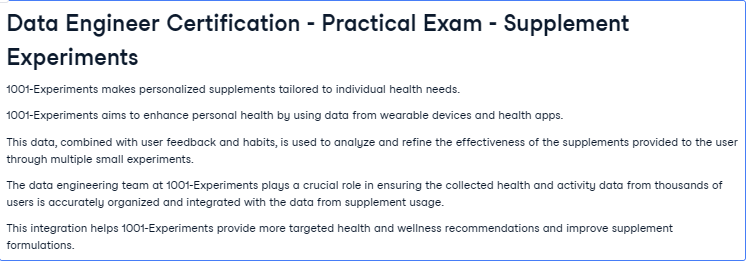 Data Engineer Certification - Practical Exam - Supplement
Experiments
1001-Experiments makes personalized supplements tailored to individual health needs.
1001-Experiments aims to enhance personal health by using data from wearable devices and health apps.
This data, combined with user feedback and habits, is used to analyze and refine the effectiveness of the supplements provided to the user
through multiple small experiments.
The data engineering team at 1001-Experiments plays a crucial role in ensuring the collected health and activity data from thousands of
users is accurately organized and integrated with the data from supplement usage.
This integration helps 1001-Experiments provide more targeted health and wellness recommendations and improve supplement
formulations.